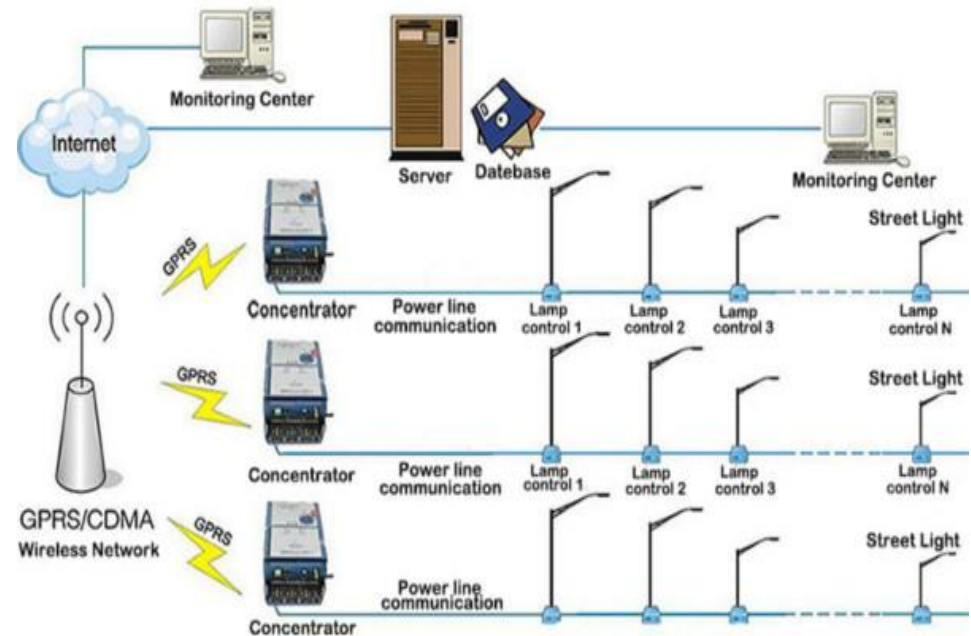 Monitoring Center
Internet
Server
Datebase
Monitoring Center
Street Light
GPRS
Concentrator
Power line
communication
Lamp
control 1
Lamp
control 2
Lamp
control 3
Lamp
control N
GPRS
Street Light
Concentrator
Power line
communication
Lamp
control 1
Lamp
control 2
Lamp
control 3
Lamp
control N
GPRS/CDMA
Wireless Network
GPRS
Street Light
Power line
communication
Concentrator